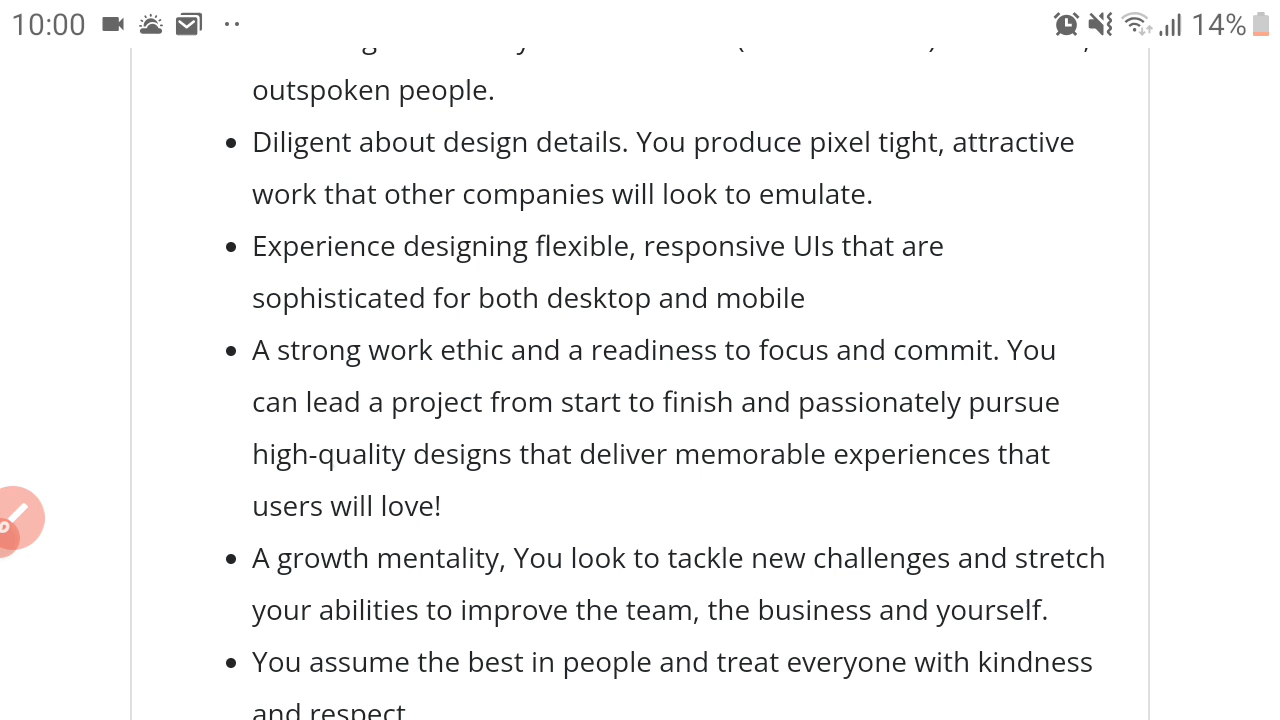 10:00
14%
outspoken people.
Diligent about design details. You produce pixel tight, attractive
work that other companies will look to emulate.
Experience designing flexible, responsive UIs that are
sophisticated for both desktop and mobile
A strong work ethic and a readiness to focus and commit. You
can lead a project from start to finish and passionately pursue
high-quality designs that deliver memorable experiences that
users will love!
A growth mentality, You look to tackle new challenges and stretch
your abilities to improve the team, the business and yourself.
You assume the best in people and treat everyone with kindness
and respect